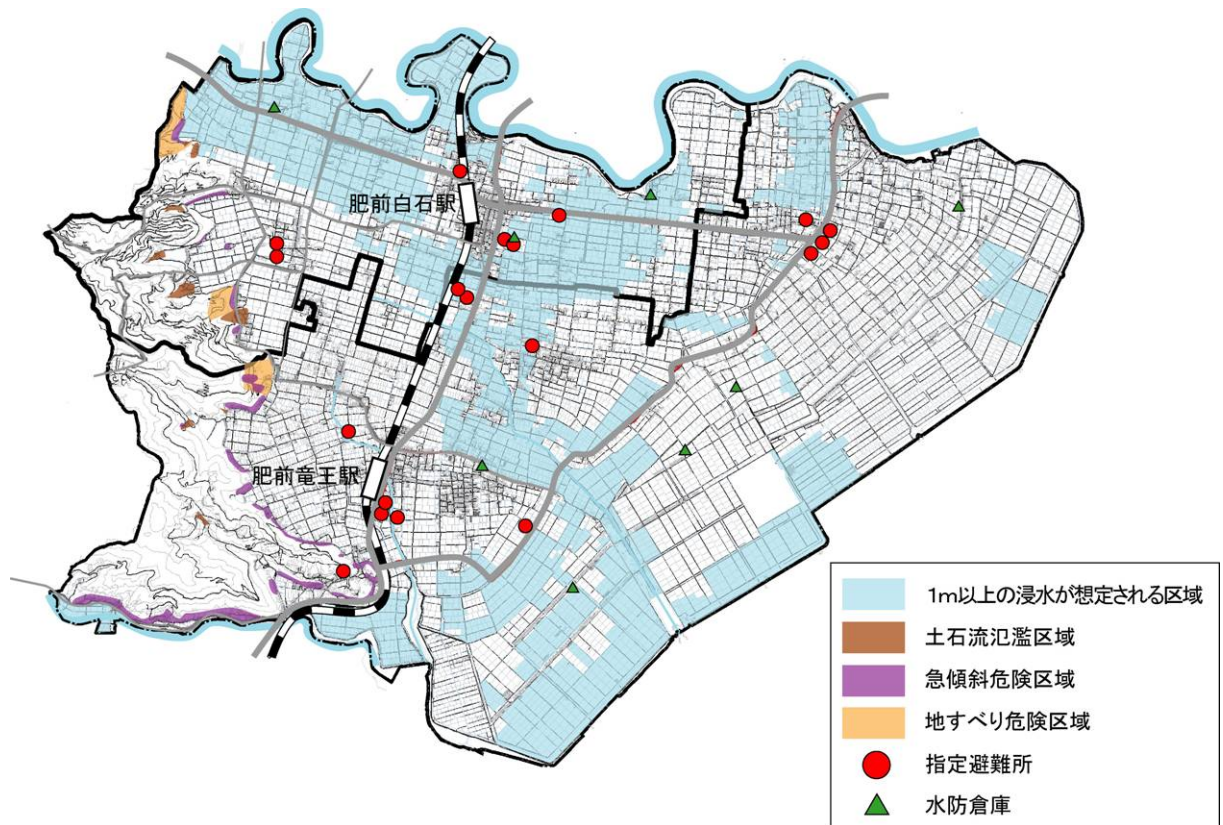 肥前白石駅
肥前竜王駅
1m以上の浸水が想定される区域
土石流氾濫区域
急傾斜危険区域
地すべり危険区域
指定避難所
水防倉庫